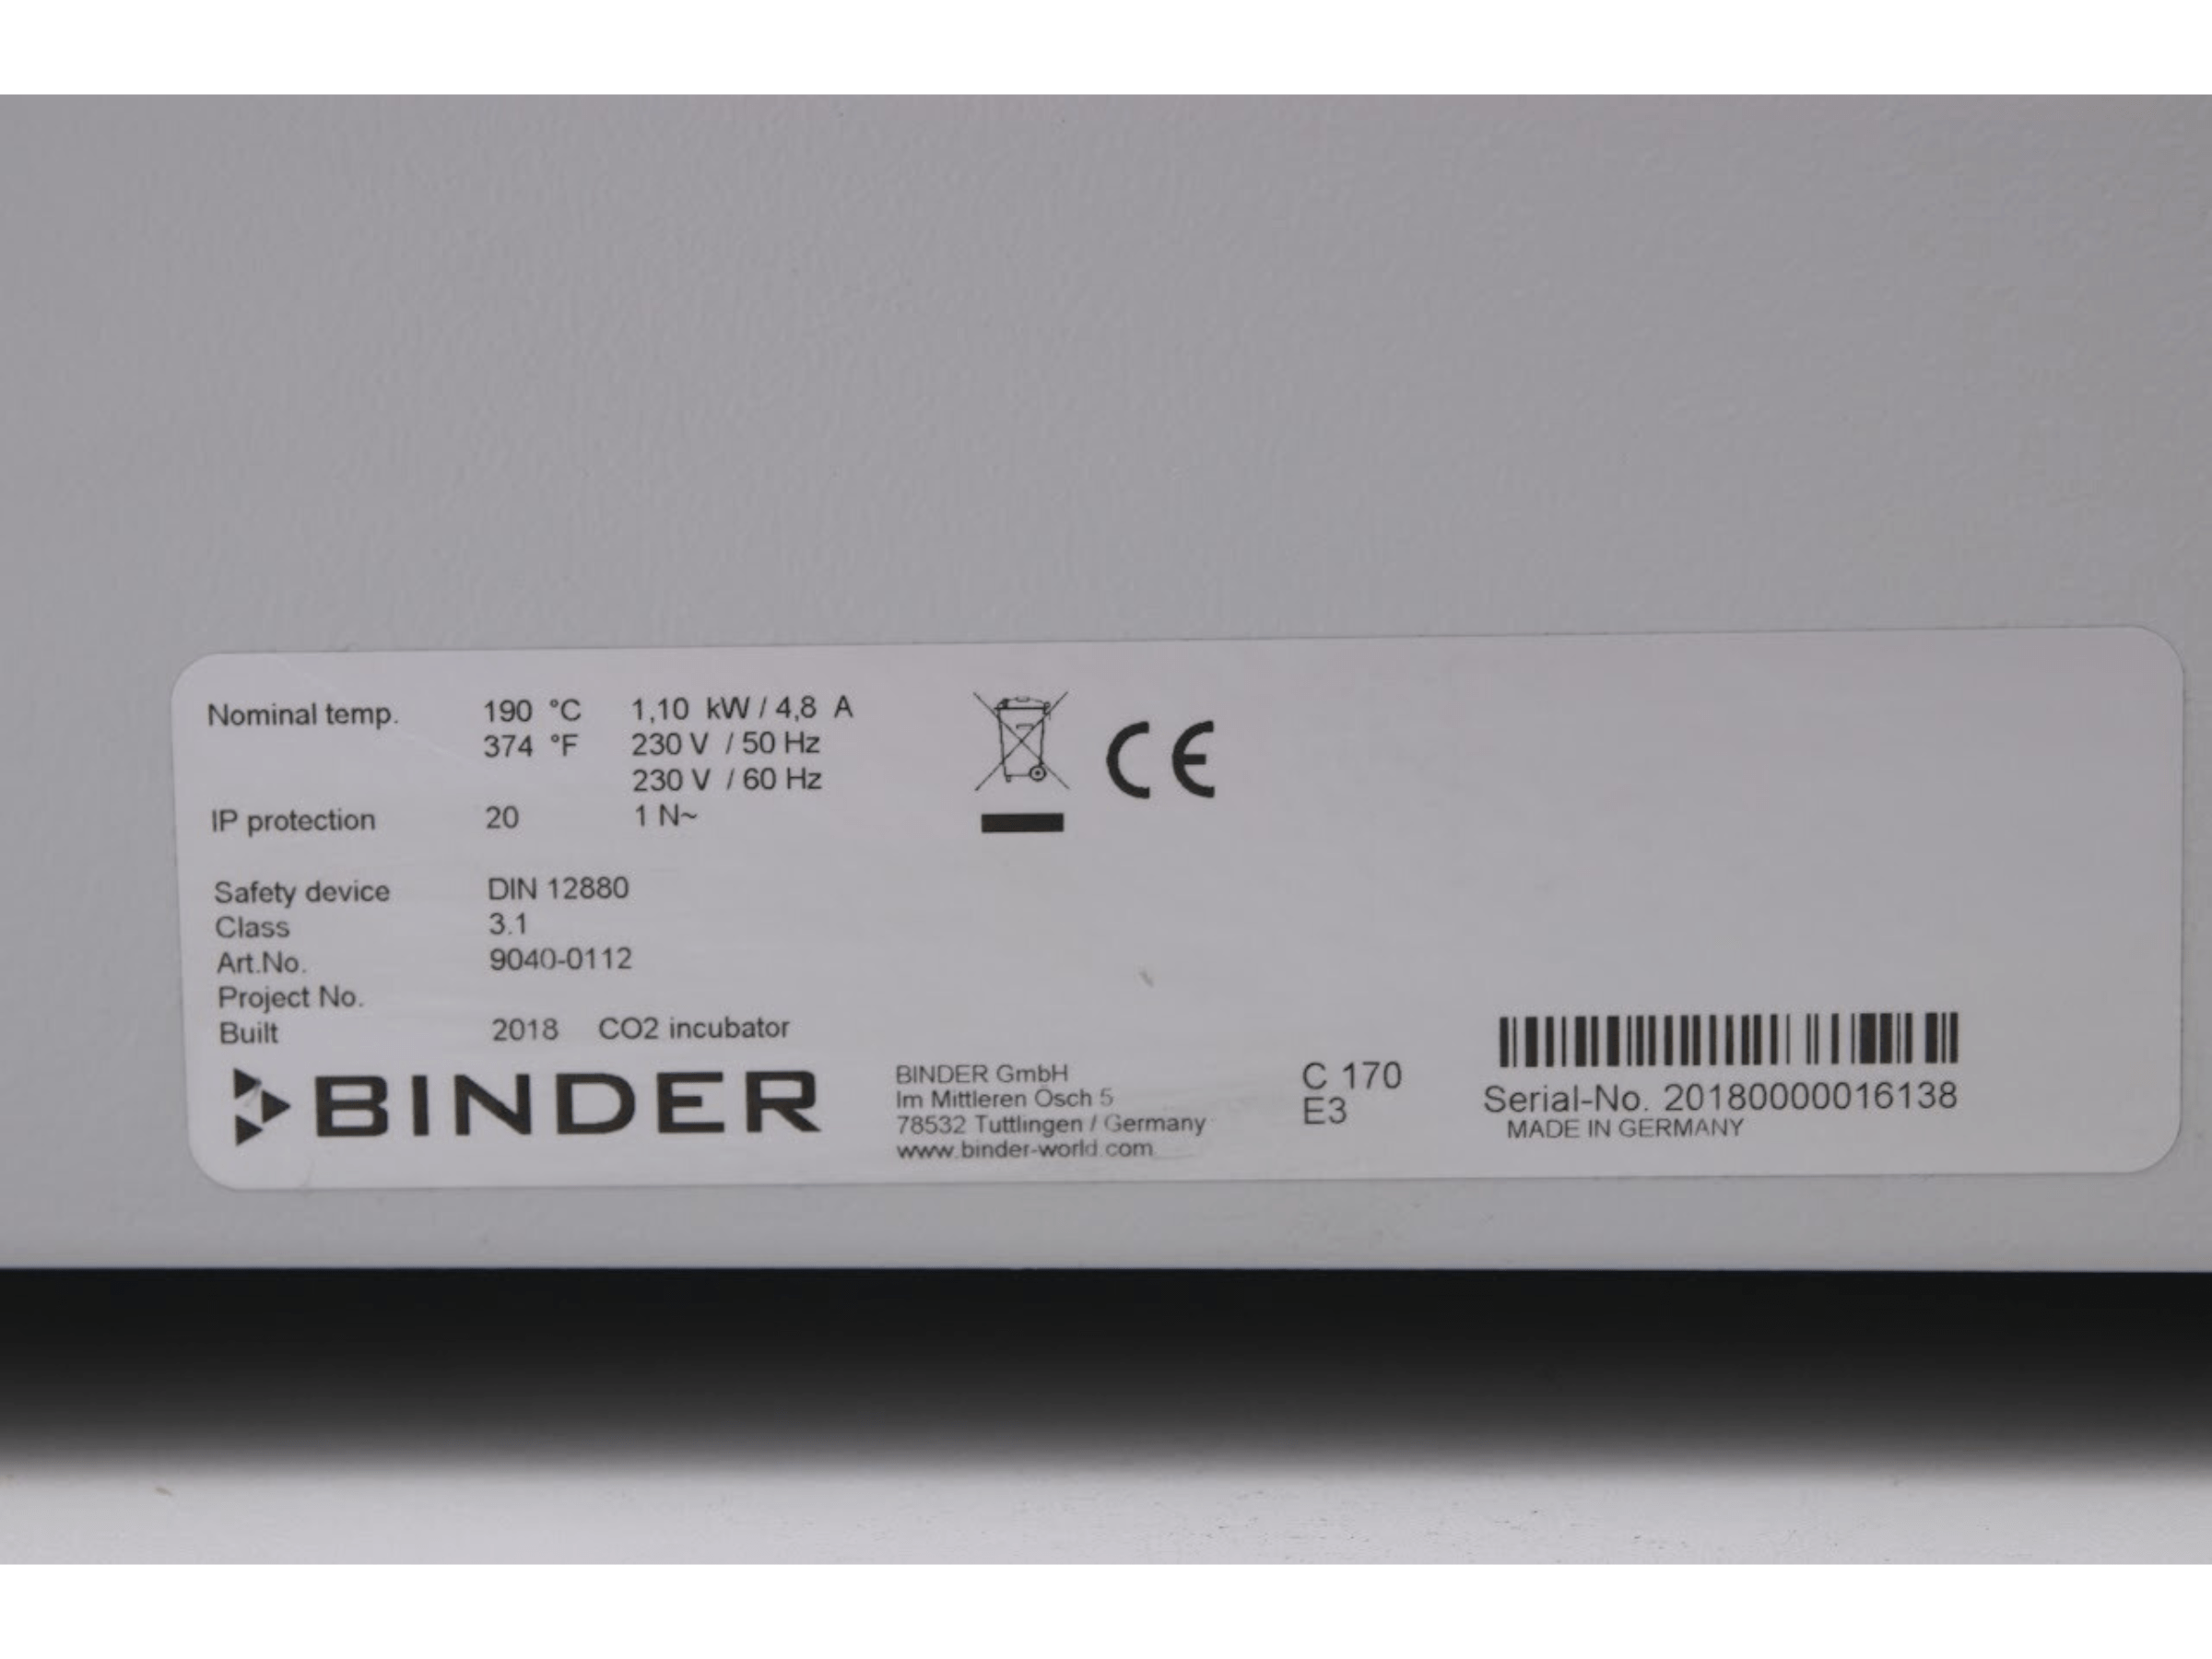 Nominal temp. 190 °C 1,10 kW / 4,8 A
374 °F 230 V / 50 Hz
230 V / 60 Hz
IP protection 20 1 N~
CE
Safety device DIN 12880
Class 3.1
Art.No. 9040-0112
Project No.
Built 2018 CO2 incubator
BINDER
BINDER GmbH
Im Mittleren Ösch 5
78532 Tuttlingen / Germany
www.binder-world.com
C 170
E3
Serial-No. 20180000016138
MADE IN GERMANY